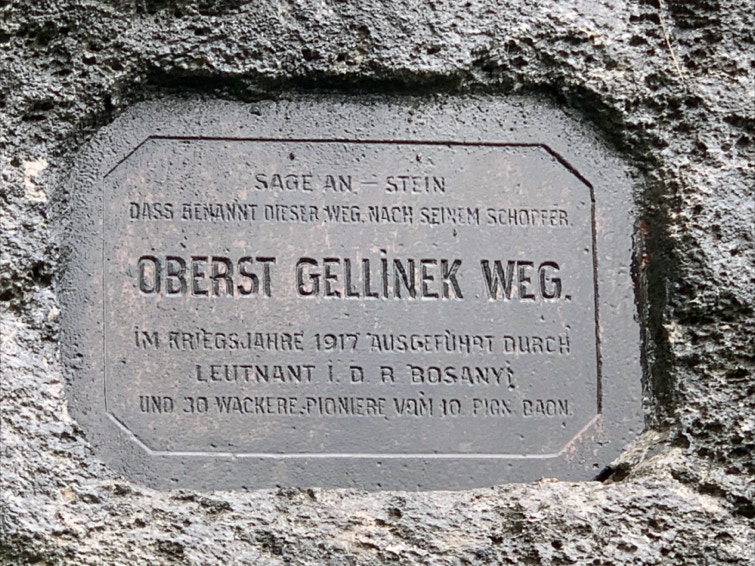 SAGE AN – STEIN
DASS BENANNT DIESER WEG. NACH SEINEM SCHOPFER.
OBERST GELLINEK WEG.
IM KRIEGSJAHRE 1917 AUSGEFÜHRT DURCH
LEUTNANT I. D. R BOSANYI
UND 30 WACKERE PIONIERE VOM 10. PION. BAON.